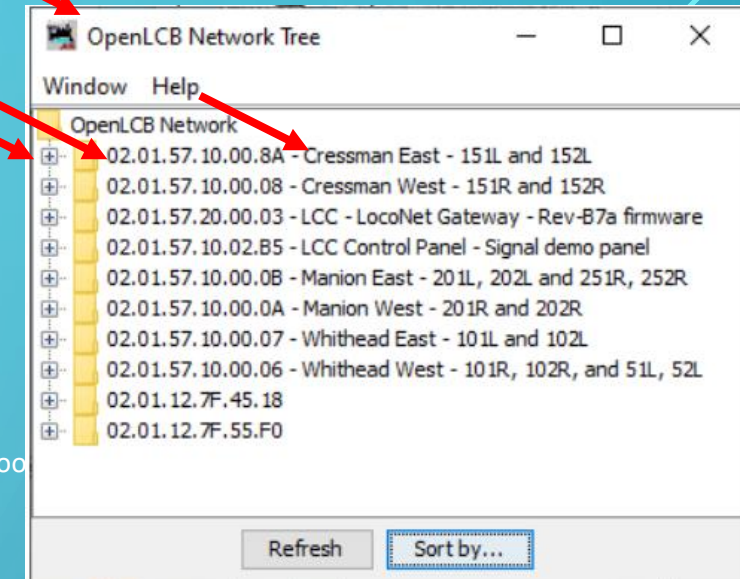 OpenLCB Network Tree
Window Help
OpenLCB Network
02.01.57.10.00.8A - Cressman East - 151L and 152L
02.01.57.10.00.08 - Cressman West - 151R and 152R
02.01.57.20.00.03 - LCC - LocoNet Gateway - Rev-B7a firmware
02.01.57.10.02.B5 - LCC Control Panel - Signal demo panel
02.01.57.10.00.0B - Manion East - 201L, 202L and 251R, 252R
02.01.57.10.00.0A - Manion West - 201R and 202R
02.01.57.10.00.07 - Whithead East - 101L and 102L
02.01.57.10.00.06 - Whithead West - 101R, 102R, and 51L, 52L
02.01.12.7F.45.18
02.01.12.7F.55.F0
Refresh Sort by...